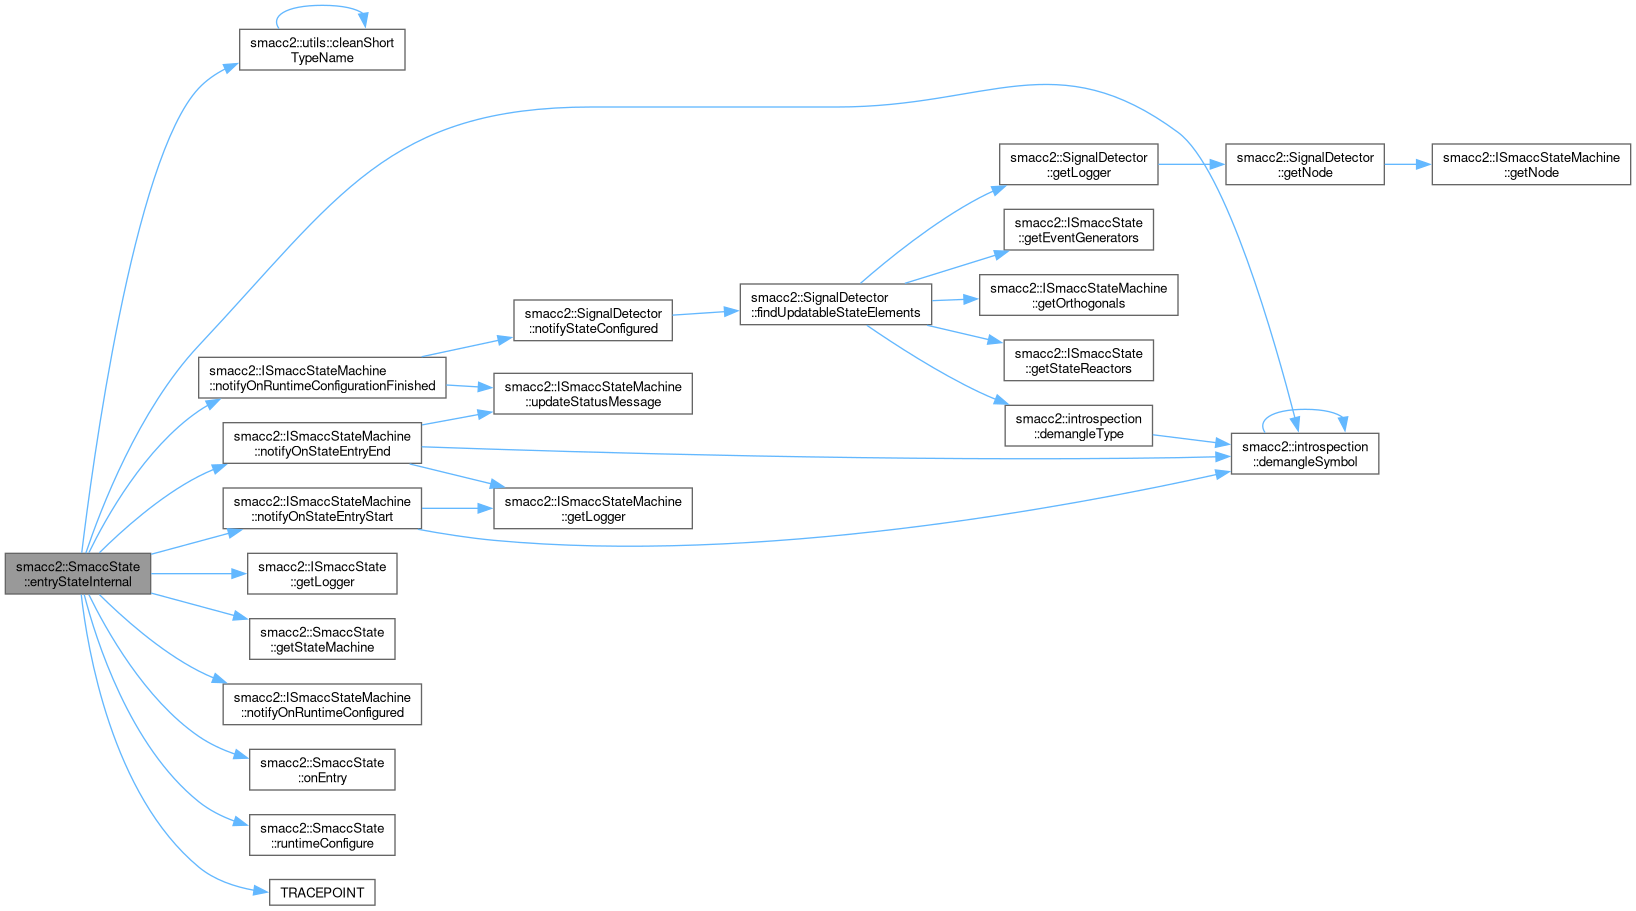 smacc2::utils::cleanShort
TypeName
smacc2::SignalDetector
::getLogger
smacc2::SignalDetector
::getNode
smacc2::ISmaccStateMachine
::getNode
smacc2::ISmaccState
::getEventGenerators
smacc2::ISmaccStateMachine
::getOrthogonals
smacc2::SignalDetector
::findUpdatableStateElements
smacc2::SignalDetector
::notifyStateConfigured
smacc2::ISmaccState
::getStateReactors
smacc2::ISmaccStateMachine
::notifyOnRuntimeConfigurationFinished
smacc2::ISmaccStateMachine
::updateStatusMessage
smacc2::introspection
::demangleType
smacc2::ISmaccStateMachine
::notifyOnStateEntryEnd
smacc2::introspection
::demangleSymbol
smacc2::ISmaccStateMachine
::notifyOnStateEntryStart
smacc2::ISmaccStateMachine
::getLogger
smacc2::SmaccState
::entryStateInternal
smacc2::ISmaccState
::getLogger
smacc2::SmaccState
::getStateMachine
smacc2::ISmaccStateMachine
::notifyOnRuntimeConfigured
smacc2::SmaccState
::onEntry
smacc2::SmaccState
::runtimeConfigure
TRACEPOINT